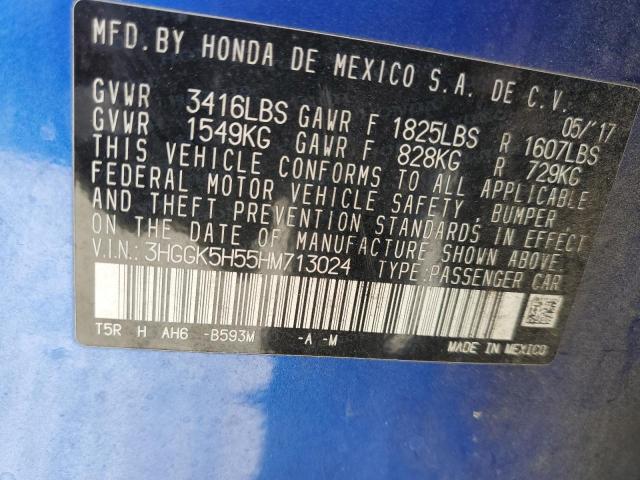 MFD. BY HONDA DE MEXICO S.A. DE C.V.
05/'17
GVWR 3416LBS GAWR F 1825LBS R 1607LBS
GVWR 1549KG GAWR F 828KG R 729KG
THIS VEHICLE CONFORMS TO ALL APPLICABLE
FEDERAL MOTOR VEHICLE SAFETY, BUMPER
AND THEFT PREVENTION STANDARDS IN EFFECT
ON THE DATE OF MANUFACTURE SHOWN ABOVE.
V.I.N.: 3HGGK5H55HM713024 TYPE:PASSENGER CAR
T5R H AH6 -B593M -A -M
MADE IN MEXICO